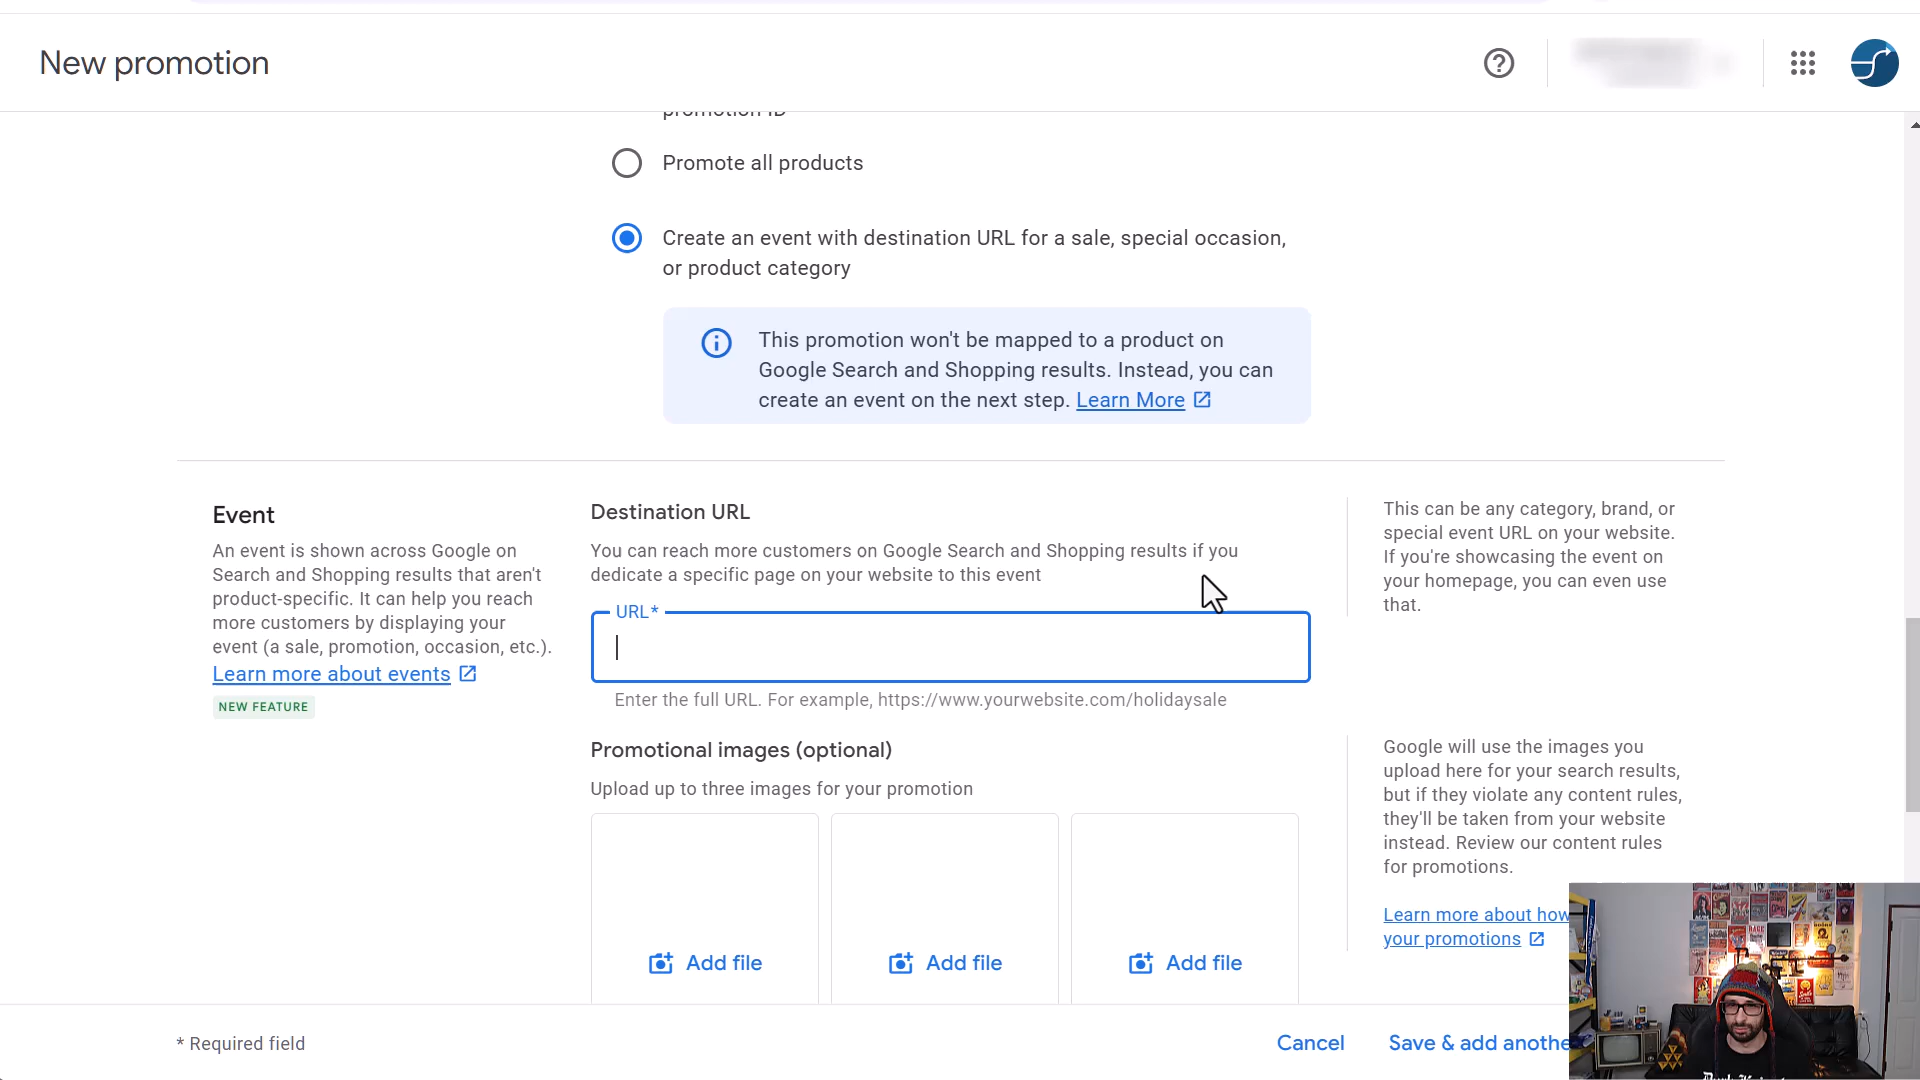 New promotion
promotion ID
Promote all products
Create an event with destination URL for a sale, special occasion,
or product category
This promotion won't be mapped to a product on
Google Search and Shopping results. Instead, you can
create an event on the next step. Learn More
Event
An event is shown across Google on
Search and Shopping results that aren't
product-specific. It can help you reach
more customers by displaying your
event (a sale, promotion, occasion, etc.).
Learn more about events
NEW FEATURE
Destination URL
You can reach more customers on Google Search and Shopping results if you
dedicate a specific page on your website to this event
URL*
Enter the full URL. For example, https://www.yourwebsite.com/holidaysale
This can be any category, brand, or
special event URL on your website.
If you're showcasing the event on
your homepage, you can even use
that.
Promotional images (optional)
Upload up to three images for your promotion
Add file
Add file
Add file
Google will use the images you
upload here for your search results,
but if they violate any content rules,
they'll be taken from your website
instead. Review our content rules
for promotions.
Learn more about how
your promotions
* Required field
Cancel
Save & add anothe